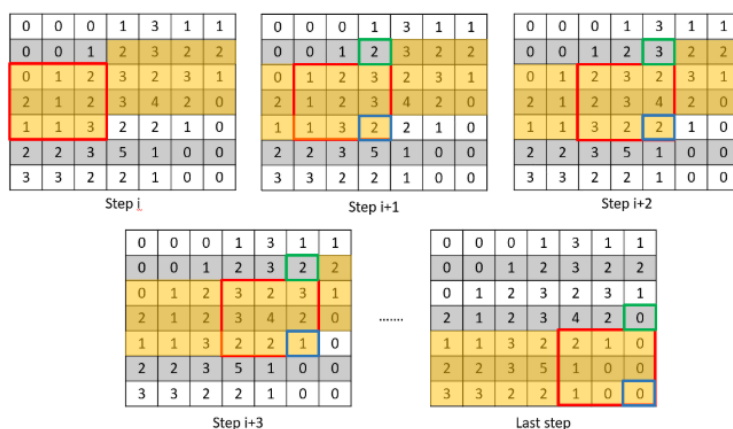 0 0 0 1 3 1 1
0 0 1 2 3 2 2
0 1 2 3 2 3 1
2 1 2 3 4 2 0
1 1 3 2 2 1 0
2 2 3 5 1 0 0
3 3 2 2 1 0 0
Step i
0 0 0 1 3 1 1
0 0 1 2 3 2 2
0 1 2 3 2 3 1
2 1 2 3 4 2 0
1 1 3 2 2 1 0
2 2 3 5 1 0 0
3 3 2 2 1 0 0
Step i+1
0 0 0 1 3 1 1
0 0 1 2 3 2 2
0 1 2 3 2 3 1
2 1 2 3 4 2 0
1 1 3 2 2 1 0
2 2 3 5 1 0 0
3 3 2 2 1 0 0
Step i+2
0 0 0 1 3 1 1
0 0 1 2 3 2 2
0 1 2 3 2 3 1
2 1 2 3 4 2 0
1 1 3 2 2 1 0
2 2 3 5 1 0 0
3 3 2 2 1 0 0
Step i+3
.......
0 0 0 1 3 1 1
0 0 1 2 3 2 2
0 1 2 3 2 3 1
2 1 2 3 4 2 0
1 1 3 2 2 1 0
2 2 3 5 1 0 0
3 3 2 2 1 0 0
Last step